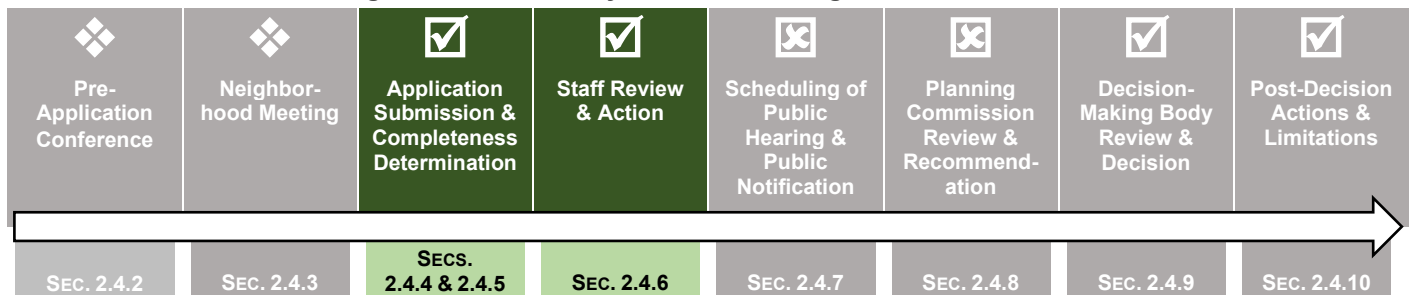 Pre-
Application
Conference
Neighbor-
hood Meeting
Application
Submission &
Completeness
Determination
Staff Review
& Action
Scheduling of
Public
Hearing &
Public
Notification
Planning
Commission
Review &
Recommend-
ation
Decision-
Making Body
Review &
Decision
Post-Decision
Actions &
Limitations
SEC. 2.4.2
SEC. 2.4.3
SECS.
2.4.4 & 2.4.5
SEC. 2.4.6
SEC. 2.4.7
SEC. 2.4.8
SEC. 2.4.9
SEC. 2.4.10